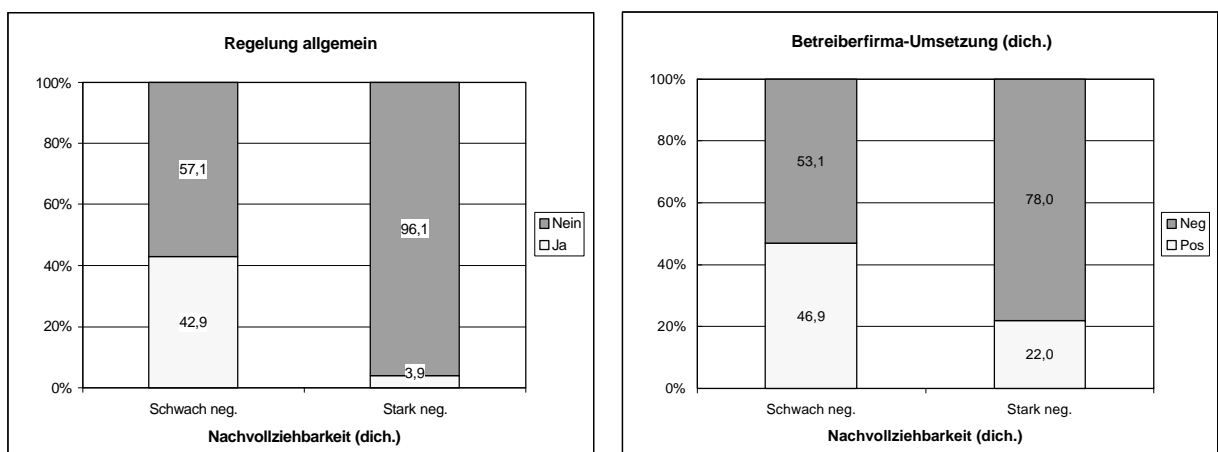 Regelung allgemein
100%
80%
60%
40%
20%
0%
57,1
42,9
96,1
3,9
Nein
Ja
Schwach neg.
Stark neg.
Nachvollziehbarkeit (dich.)
Betreiberfirma-Umsetzung (dich.)
100%
80%
60%
40%
20%
0%
53,1
46,9
78,0
22,0
Neg
Pos
Schwach neg.
Stark neg.
Nachvollziehbarkeit (dich.)